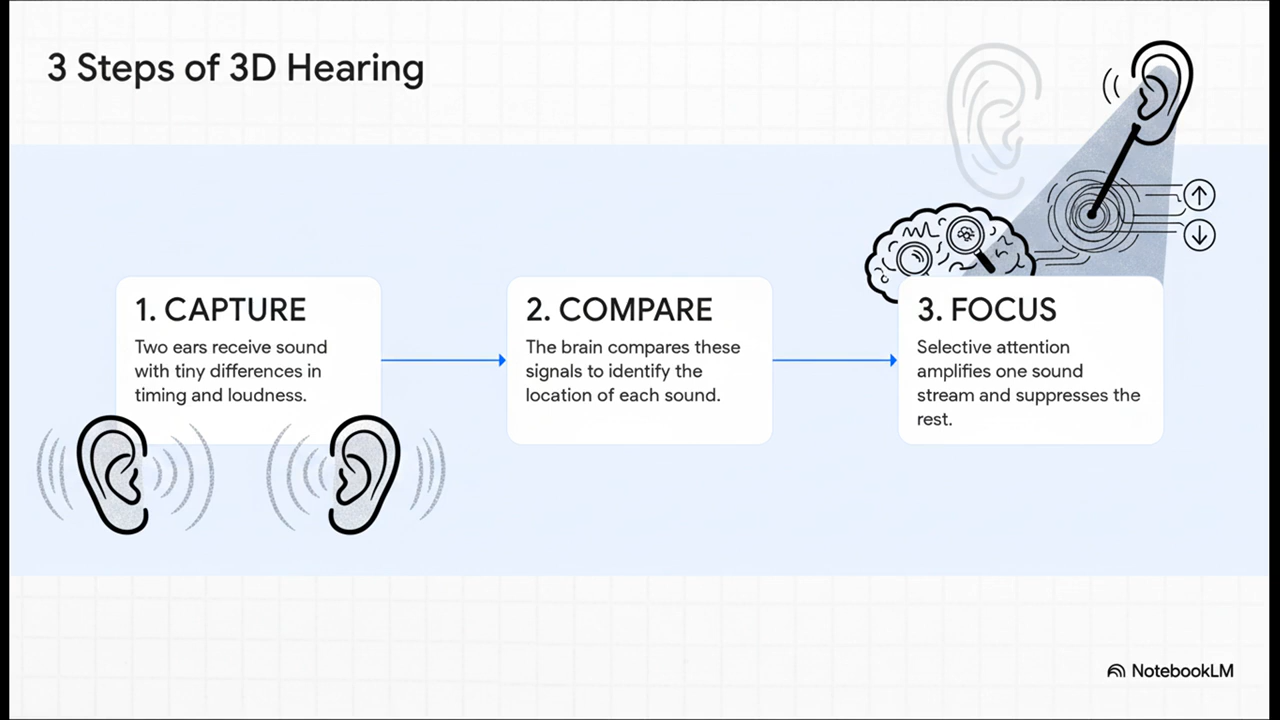 3 Steps of 3D Hearing
1. CAPTURE
Two ears receive sound
with tiny differences in
timing and loudness.
2. COMPARE
The brain compares these
signals to identify the
location of each sound.
3. FOCUS
Selective attention
amplifies one sound
stream and suppresses the
rest.
NotebookLM